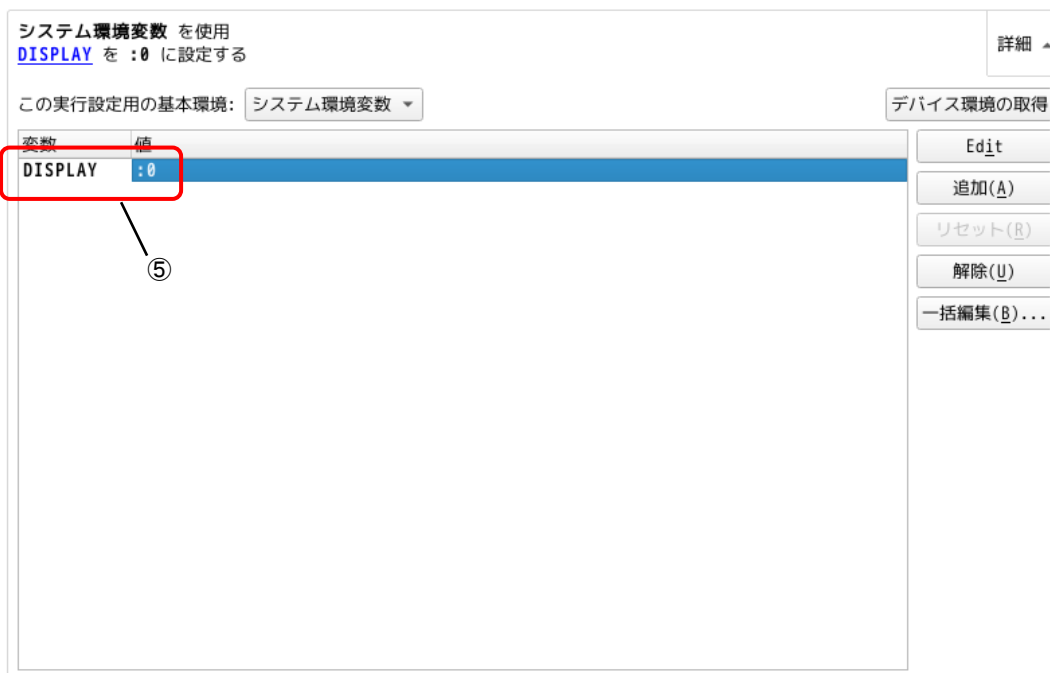 システム環境変数 を使用
DISPLAY を :0 に設定する
詳細
この実行設定用の基本環境: システム環境変数
デバイス環境の取得
変数 値
DISPLAY :0
Edit
追加(A)
リセット(R)
解除(U)
一括編集(B)...
⑤